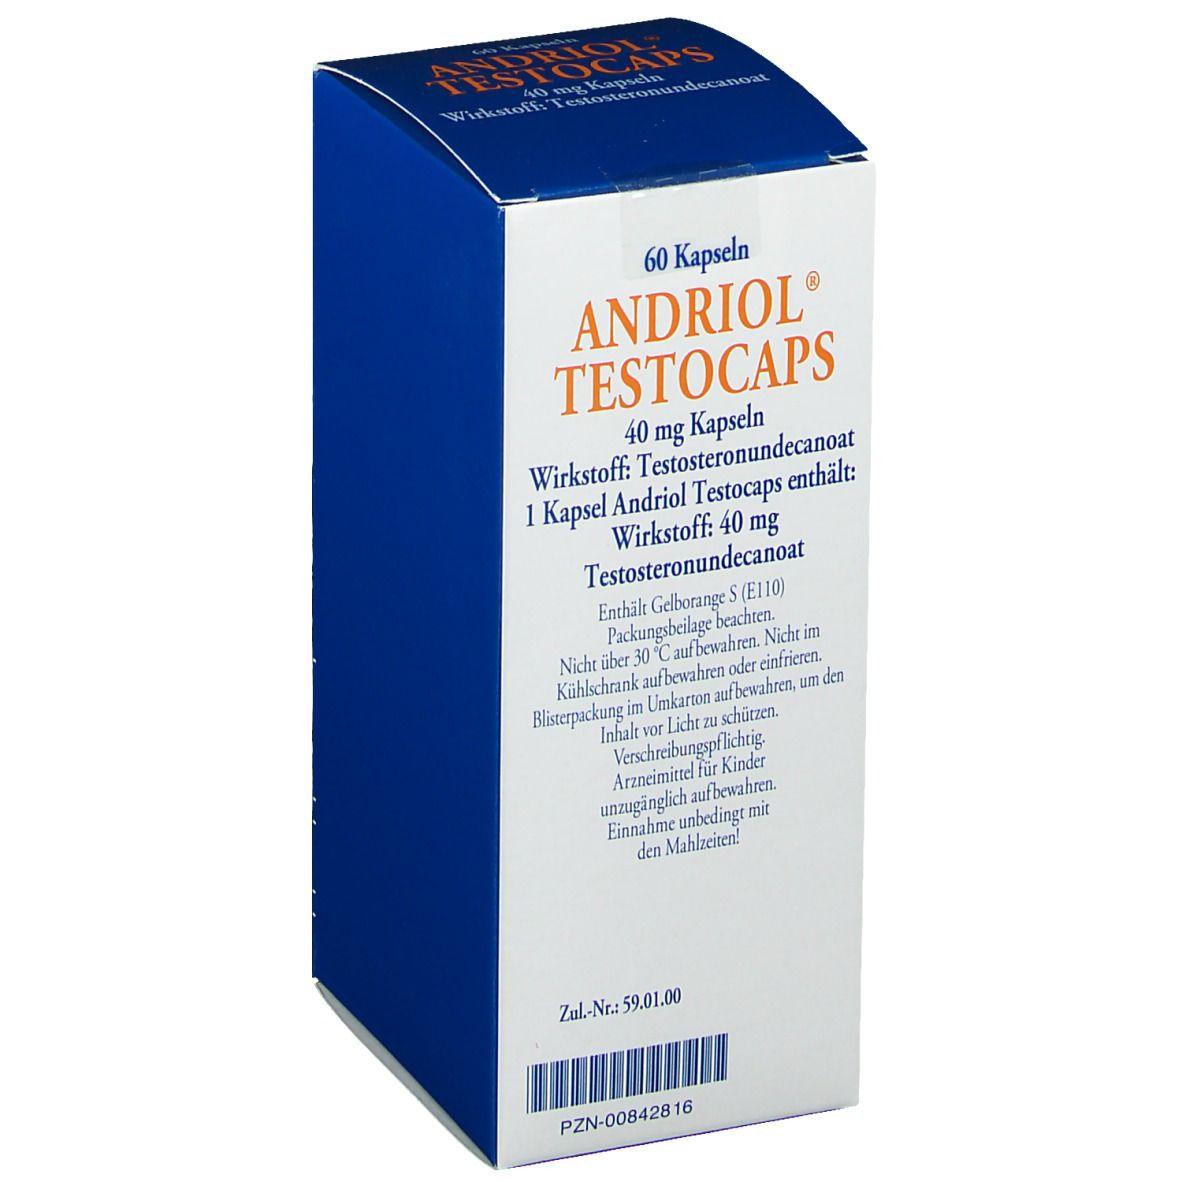 60 Kapseln
ANDRIOL®
TESTOCAPS
40 mg Kapseln
Wirkstoff: Testosteronundecanoat
60 Kapseln
ANDRIOL®
TESTOCAPS
40 mg Kapseln
Wirkstoff: Testosteronundecanoat
1 Kapsel Andriol Testocaps enthält:
Wirkstoff: 40 mg
Testosteronundecanoat
Enthält Gelborange S (E110)
Packungsbeilage beachten.
Nicht über 30 °C aufbewahren. Nicht im
Kühlschrank aufbewahren oder einfrieren.
Blisterpackung im Umkarton aufbewahren, um den
Inhalt vor Licht zu schützen.
Verschreibungspflichtig.
Arzneimittel für Kinder
unzugänglich aufbewahren.
Einnahme unbedingt mit
den Mahlzeiten!
Zul.-Nr.: 59.01.00
PZN-00842816